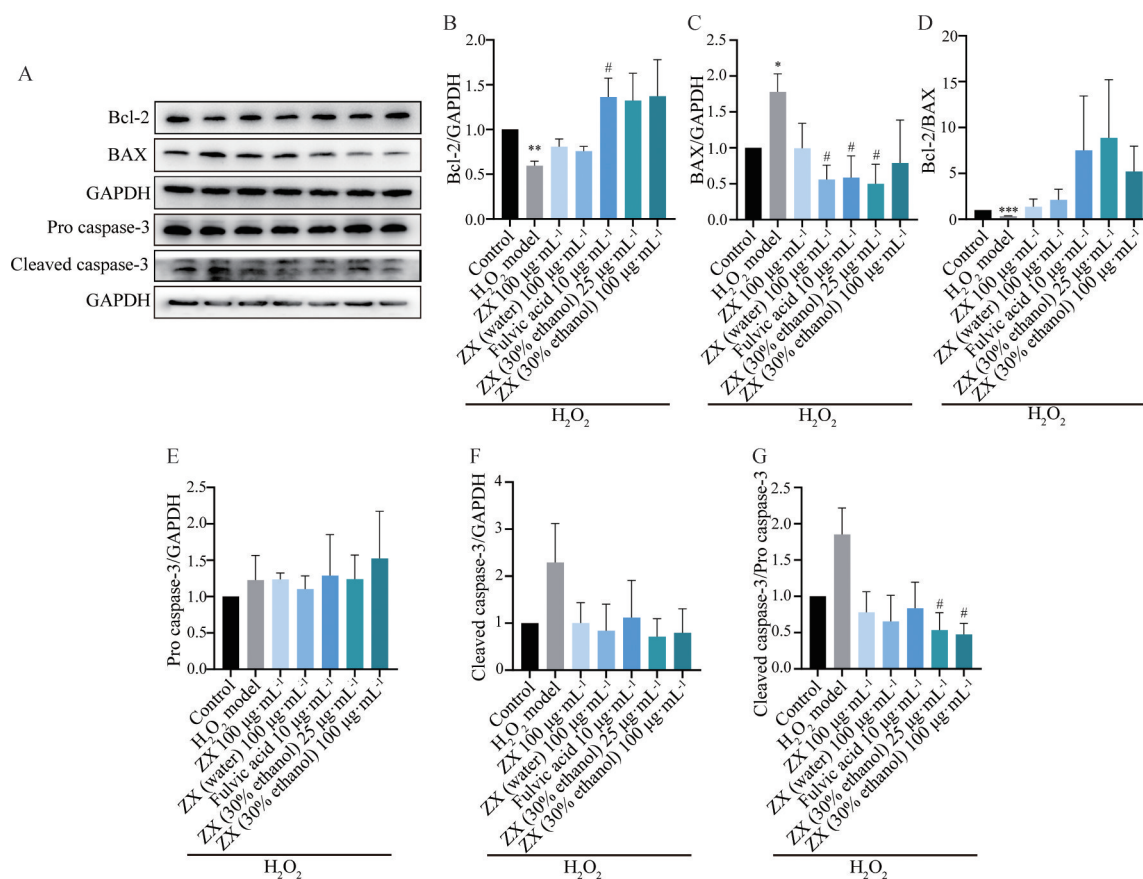 A
Bcl-2
BAX
GAPDH
Pro caspase-3
Cleaved caspase-3
GAPDH
B
Bcl-2/GAPDH
2.0
1.5
1.0
0.5
0.0
**
#
Control
H₂O₂ model
ZX 100 μg·mL⁻¹
ZX (water) 100 μg·mL⁻¹
Fulvic acid 10 μg·mL⁻¹
ZX (30% ethanol) 25 μg·mL⁻¹
ZX (30% ethanol) 100 μg·mL⁻¹
H₂O₂
C
BAX/GAPDH
2.5
2.0
1.5
1.0
0.5
0.0
*
#
#
#
Control
H₂O₂ model
ZX 100 μg·mL⁻¹
ZX (water) 100 μg·mL⁻¹
Fulvic acid 10 μg·mL⁻¹
ZX (30% ethanol) 25 μg·mL⁻¹
ZX (30% ethanol) 100 μg·mL⁻¹
H₂O₂
D
Bcl-2/BAX
20
15
10
5
0
***
Control
H₂O₂ model
ZX 100 μg·mL⁻¹
ZX (water) 100 μg·mL⁻¹
Fulvic acid 10 μg·mL⁻¹
ZX (30% ethanol) 25 μg·mL⁻¹
ZX (30% ethanol) 100 μg·mL⁻¹
H₂O₂
E
Pro caspase-3/GAPDH
2.5
2.0
1.5
1.0
0.5
0.0
Control
H₂O₂ model
ZX 100 μg·mL⁻¹
ZX (water) 100 μg·mL⁻¹
Fulvic acid 10 μg·mL⁻¹
ZX (30% ethanol) 25 μg·mL⁻¹
ZX (30% ethanol) 100 μg·mL⁻¹
H₂O₂
F
Cleaved caspase-3/GAPDH
4
3
2
1
0
Control
H₂O₂ model
ZX 100 μg·mL⁻¹
ZX (water) 100 μg·mL⁻¹
Fulvic acid 10 μg·mL⁻¹
ZX (30% ethanol) 25 μg·mL⁻¹
ZX (30% ethanol) 100 μg·mL⁻¹
H₂O₂
G
Cleaved caspase-3/Pro caspase-3
2.5
2.0
1.5
1.0
0.5
0.0
#
#
Control
H₂O₂ model
ZX 100 μg·mL⁻¹
ZX (water) 100 μg·mL⁻¹
Fulvic acid 10 μg·mL⁻¹
ZX (30% ethanol) 25 μg·mL⁻¹
ZX (30% ethanol) 100 μg·mL⁻¹
H₂O₂